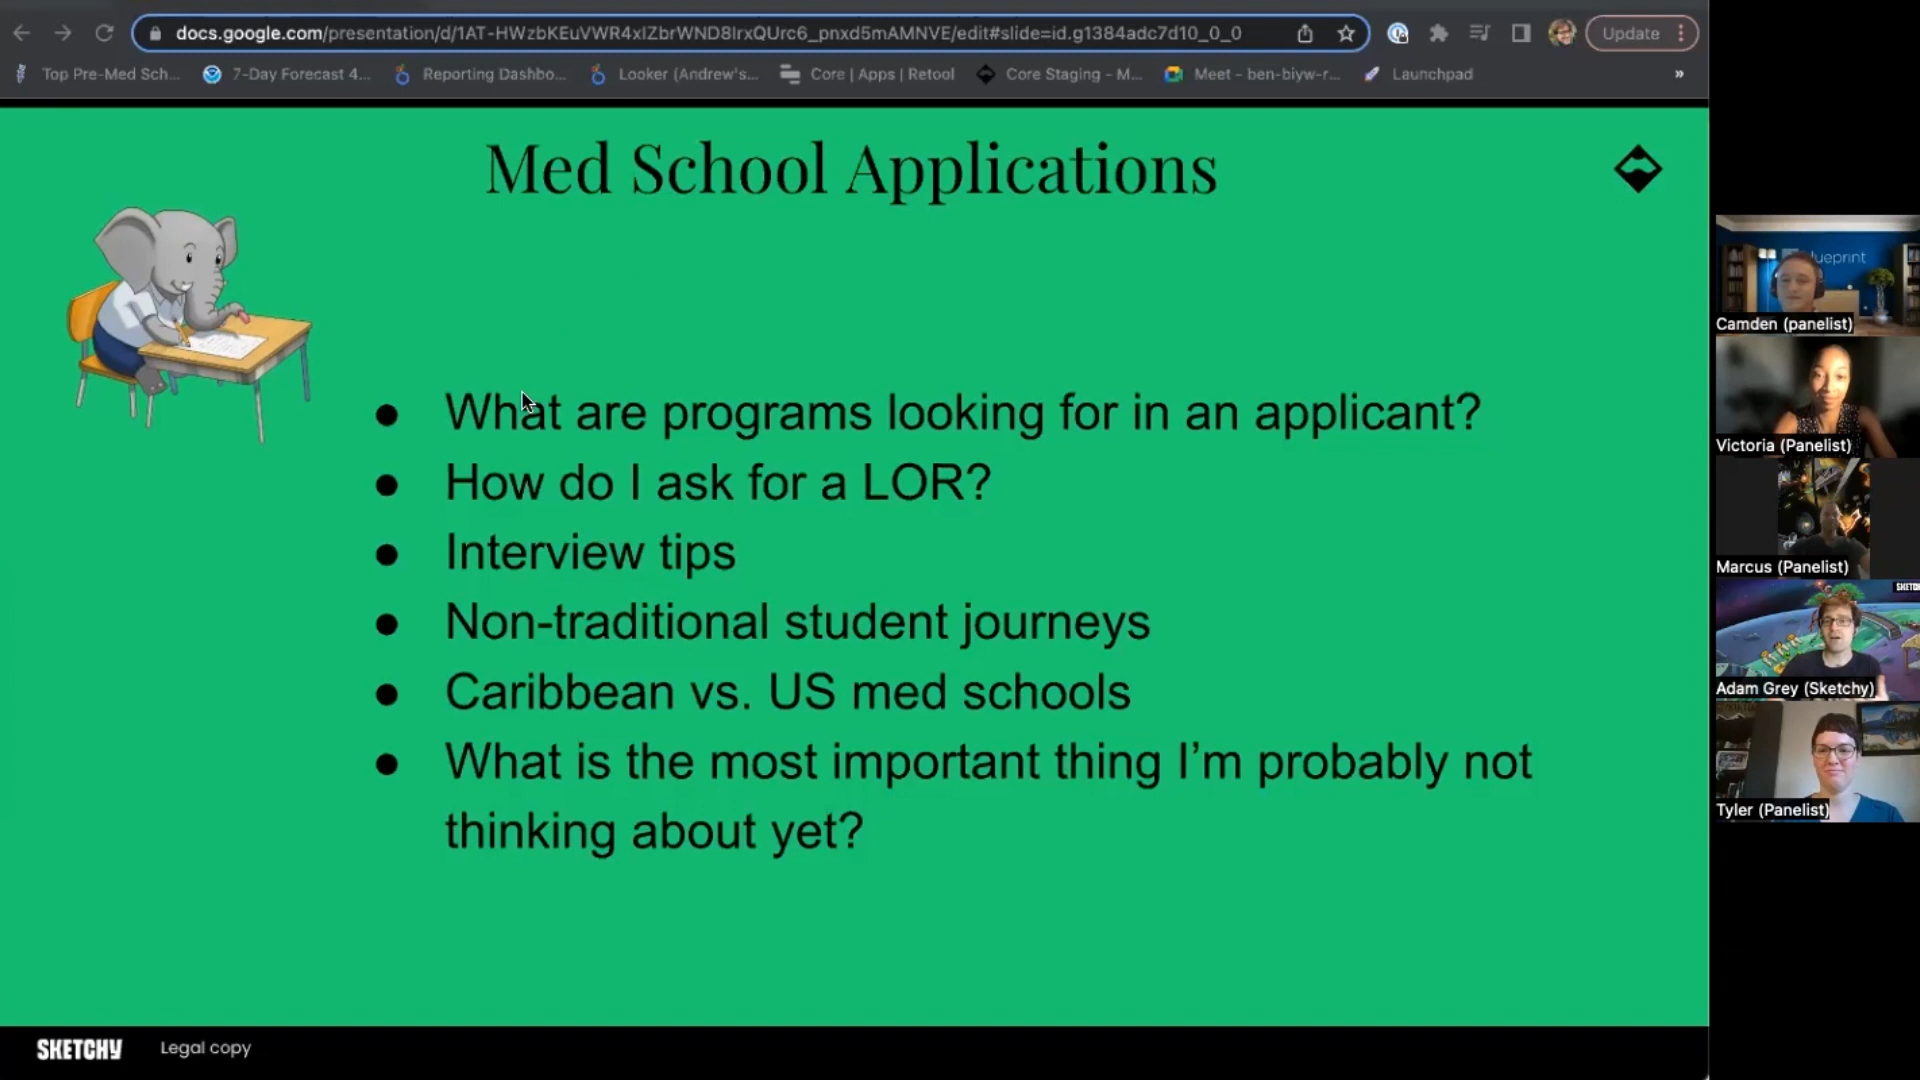 docs.google.com/presentation/d/1AT-HWzbKEuVWR4xIZbrWND8IrxQUrc6_pnxd5mAMNVE/edit#slide=id.g1384adc7d10_0_0
Update
Top Pre-Med Sch...
7-Day Forecast 4...
Reporting Dashbo...
Looker (Andrew's...
Core | Apps | Retool
Core Staging - M...
Meet - ben-biyw-r...
Launchpad
»
Med School Applications
● What are programs looking for in an applicant?
● How do I ask for a LOR?
● Interview tips
● Non-traditional student journeys
● Caribbean vs. US med schools
● What is the most important thing I'm probably not
thinking about yet?
SKETCHY
Legal copy
ueprint
Camden (panelist)
Victoria (Panelist)
Marcus (Panelist)
SKETCH
Adam Grey (Sketchy)
Tyler (Panelist)